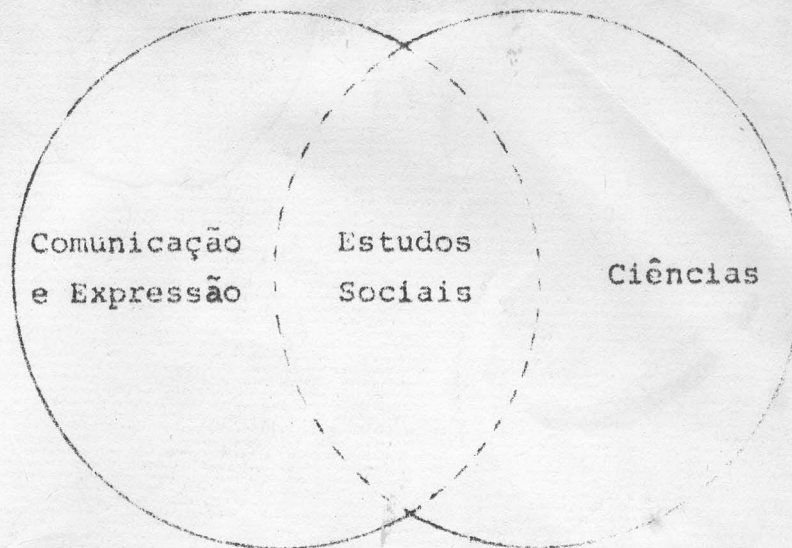 Comunicação
e Expressão
Estudos
Sociais
Ciências